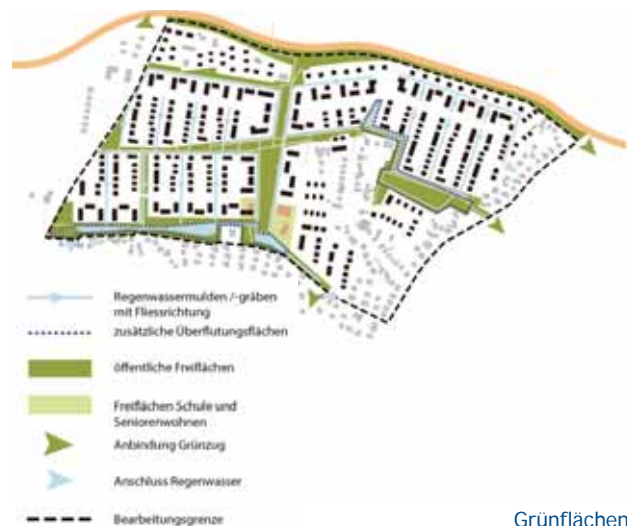 Regenwassermulden /-gräben
mit Fliessrichtung
zusätzliche Überflutungsflächen
öffentliche Freiflächen
Freiflächen Schule und
Seniorenwohnen
Anbindung Grünzug
Anschluss Regenwasser
Bearbeitungsgrenze
Grünflächen